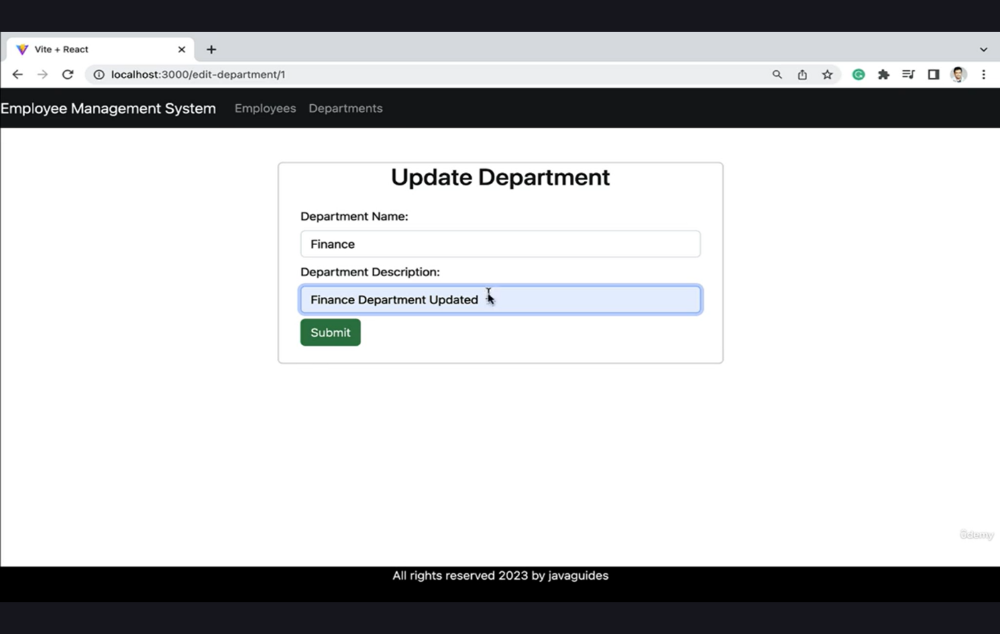 Vite + React
localhost:3000/edit-department/1
Employee Management System Employees Departments
Update Department
Department Name:
Finance
Department Description:
Finance Department Updated
Submit
ûdemy
All rights reserved 2023 by javaguides